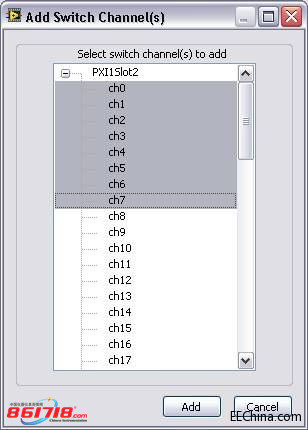 Add Switch Channel(s)
Select switch channel(s) to add
PXI1Slot2
ch0
ch1
ch2
ch3
ch4
ch5
ch6
ch7
ch8
ch9
ch10
ch11
ch12
ch13
ch14
ch15
ch16
ch17
Add
Cancel
861718.com
EEChina.com